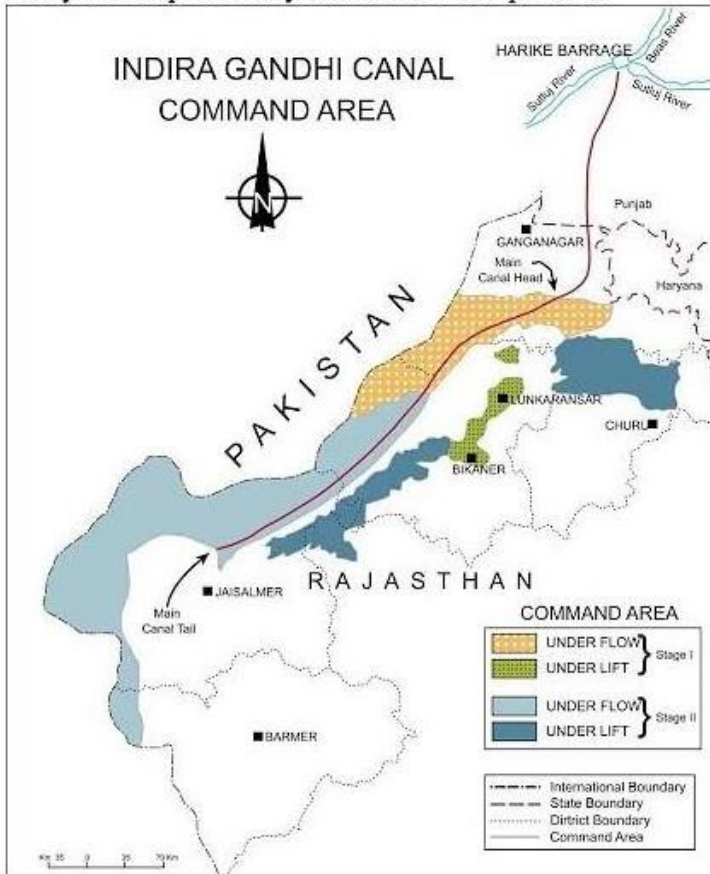 INDIRA GANDHI CANAL
COMMAND AREA
HARIKE BARRAGE
Beas River
Sutluj River
Sutluj River
N
Punjab
GANGANAGAR
Main
Canal Head
Haryana
PAKISTAN
LUNKARANSAR
CHURU
BIKANER
RAJASTHAN
JAISALMER
Main
Canal Tail
BARMER
COMMAND AREA
UNDER FLOW
UNDER LIFT
Stage I
UNDER FLOW
UNDER LIFT
Stage II
International Boundary
State Boundary
Dirtrict Boundary
Command Area
Km 35 0 35 70 Km